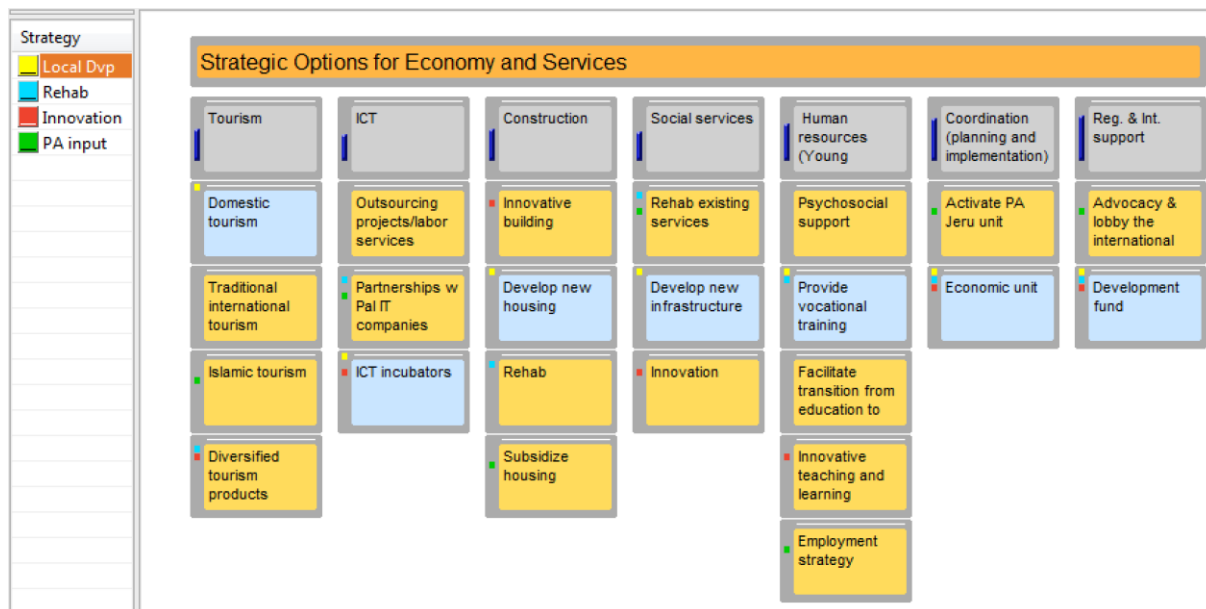 Strategy
Local Dvp
Rehab
Innovation
PA input
Strategic Options for Economy and Services
Tourism
Domestic
tourism
Traditional
international
tourism
Islamic tourism
Diversified
tourism
products
ICT
Outsourcing
projects/labor
services
Partnerships w
Pal IT
companies
ICT incubators
Construction
Innovative
building
Develop new
housing
Rehab
Subsidize
housing
Social services
Rehab existing
services
Develop new
infrastructure
Innovation
Human
resources
(Young
Psychosocial
support
Provide
vocational
training
Facilitate
transition from
education to
Innovative
teaching and
learning
Employment
strategy
Coordination
(planning and
implementation)
Activate PA
Jeru unit
Economic unit
Reg. & Int.
support
Advocacy &
lobby the
international
Development
fund